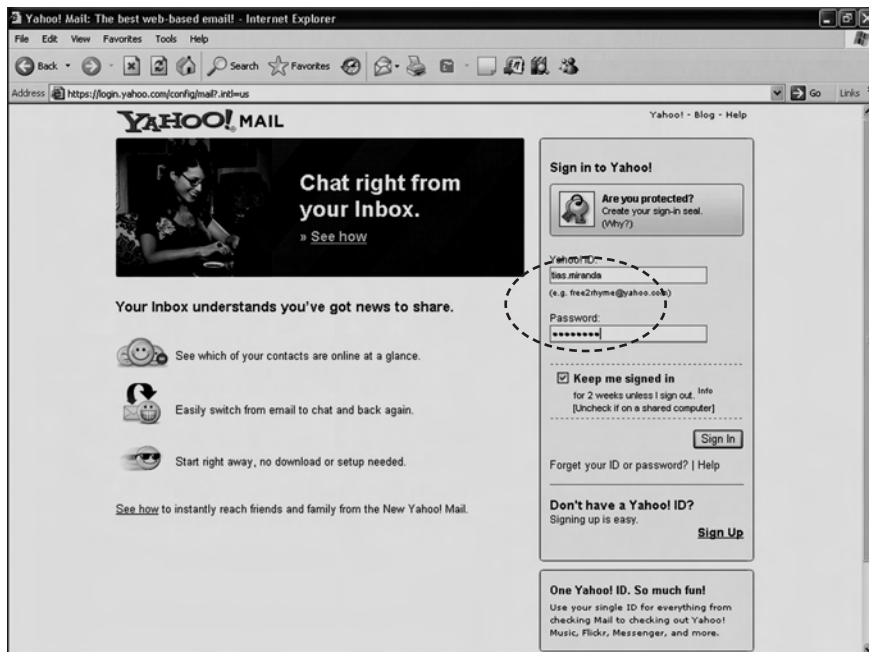 Yahoo! Mail: The best web-based email! - Internet Explorer
File Edit View Favorites Tools Help
Back Search Favorites
Address https://login.yahoo.com/config/mail?.intl=us Go Links
YAHOO! MAIL
Yahoo! - Blog - Help
Chat right from
your Inbox.
» See how
Your Inbox understands you've got news to share.
See which of your contacts are online at a glance.
Easily switch from email to chat and back again.
Start right away, no download or setup needed.
See how to instantly reach friends and family from the New Yahoo! Mail.
Sign in to Yahoo!
Are you protected?
Create your sign-in seal.
(Why?)
Yahoo! ID:
tias.miranda
(e.g. free2rhyme@yahoo.com)
Password:
••••••••
Keep me signed in
for 2 weeks unless I sign out. Info
[Uncheck if on a shared computer]
Sign In
Forget your ID or password? | Help
Don't have a Yahoo! ID?
Signing up is easy.
Sign Up
One Yahoo! ID. So much fun!
Use your single ID for everything from
checking Mail to checking out Yahoo!
Music, Flickr, Messenger, and more.